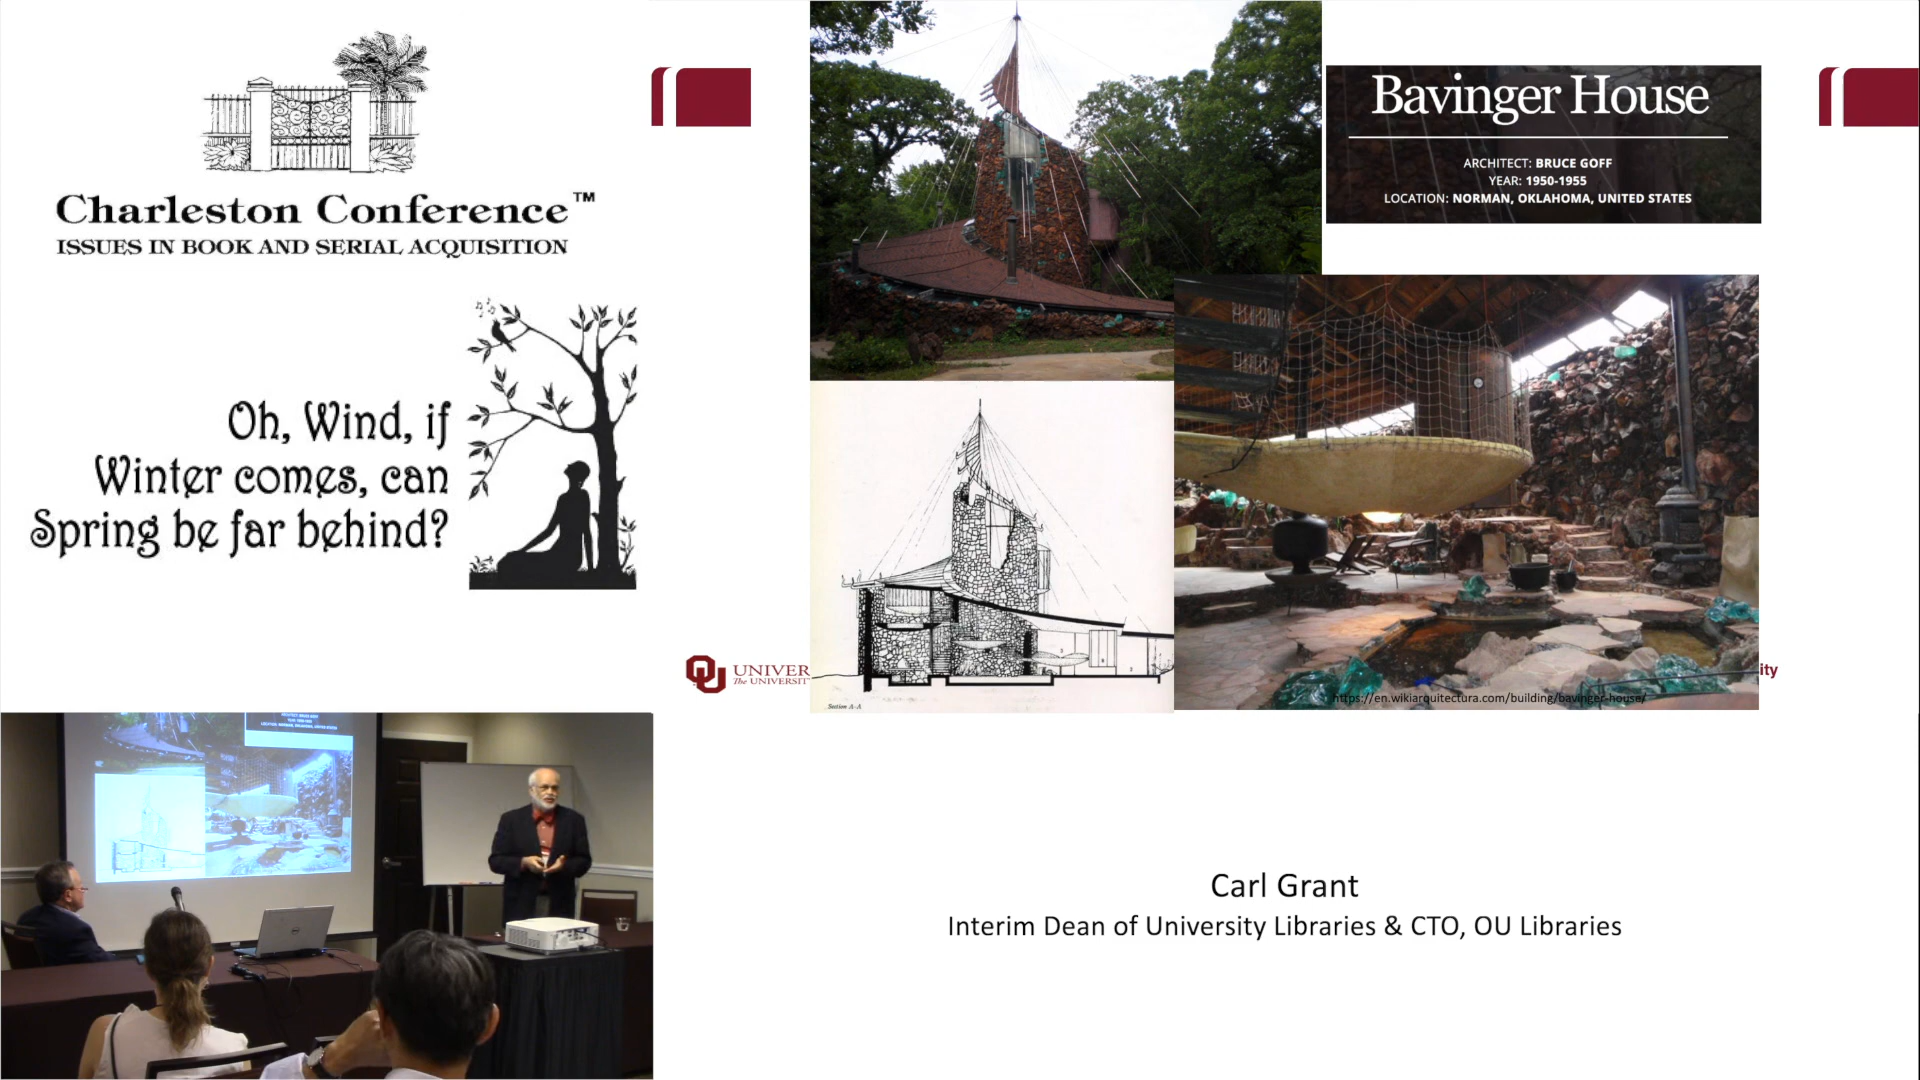 Charleston Conference™
ISSUES IN BOOK AND SERIAL ACQUISITION
Oh, Wind, if
Winter comes, can
Spring be far behind?
Bavinger House
ARCHITECT: BRUCE GOFF
YEAR: 1950-1955
LOCATION: NORMAN, OKLAHOMA, UNITED STATES
OU UNIVER
The UNIVERSIT
ity
Section A-A
https://en.wikiarquitectura.com/building/bavinger-house/
Carl Grant
Interim Dean of University Libraries & CTO, OU Libraries